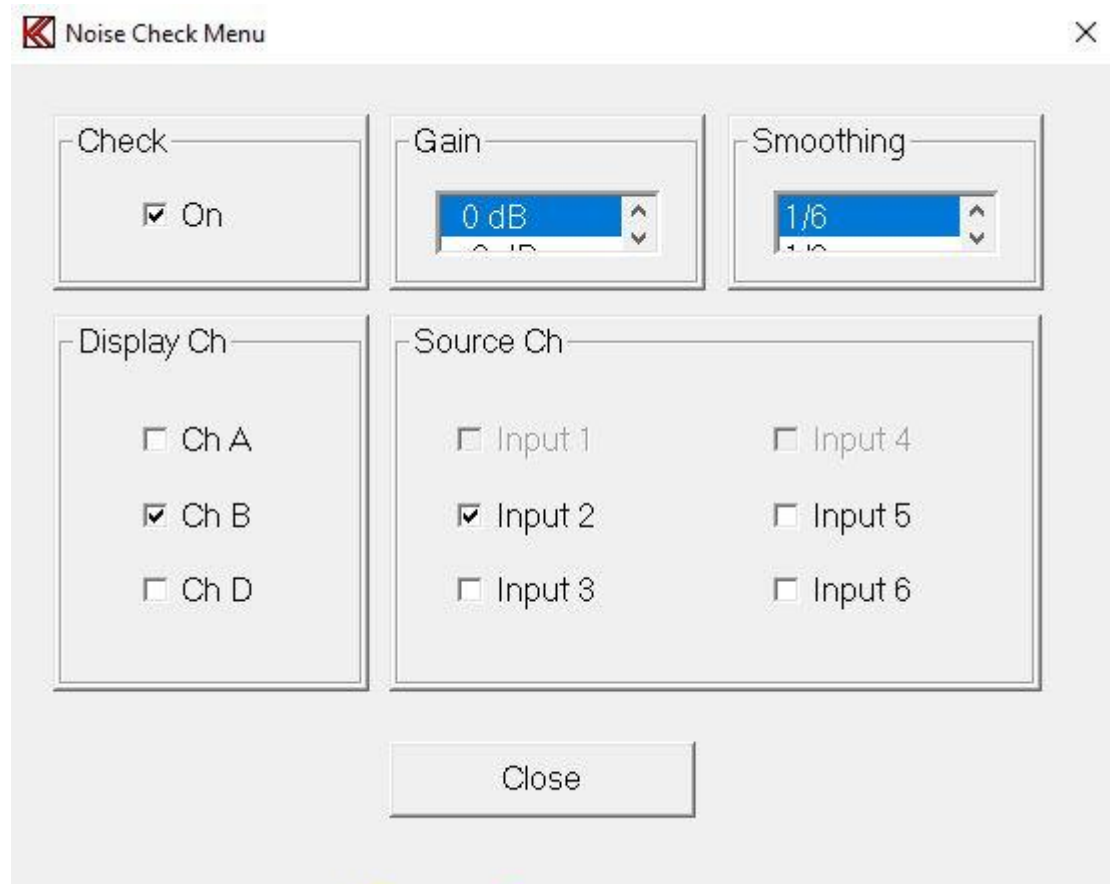 Noise Check Menu
Check
On
Gain
0 dB
Smoothing
1/6
Display Ch
Ch A
Ch B
Ch D
Source Ch
Input 1
Input 4
Input 2
Input 5
Input 3
Input 6
Close